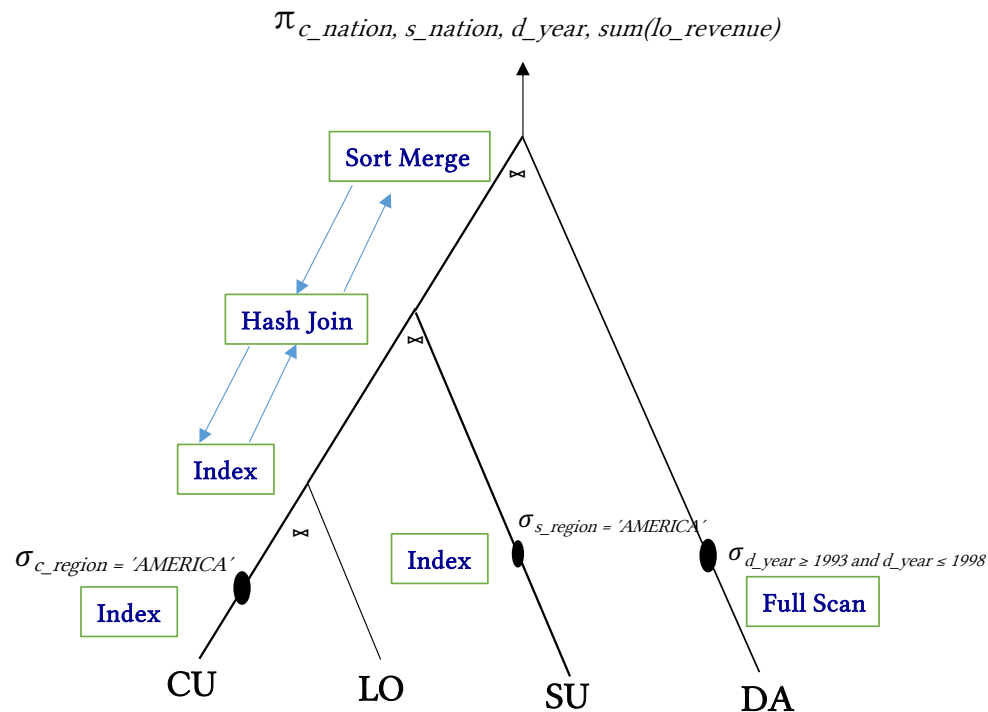 π c_nation, s_nation, d_year, sum(lo_revenue)
Sort Merge
⋈
Hash Join
⋈
Index
⋈
σ s_region = ´AMERICA´
σ c_region = ´AMERICA´
Index
σ d_year ≥ 1993 and d_year ≤ 1998
Index
Full Scan
CU
LO
SU
DA